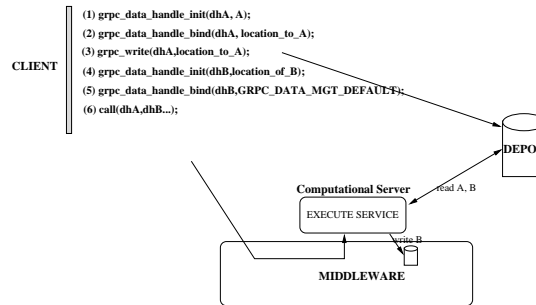 (1) grpc_data_handle_init(dhA, A);
(2) grpc_data_handle_bind(dhA, location_to_A);
(3) grpc_write(dhA,location_to_A);
CLIENT
(4) grpc_data_handle_init(dhB,location_of_B);
(5) grpc_data_handle_bind(dhB,GRPC_DATA_MGT_DEFAULT);
(6) call(dhA,dhB...);
DEPO
Computational Server
read A, B
EXECUTE SERVICE
write B
MIDDLEWARE